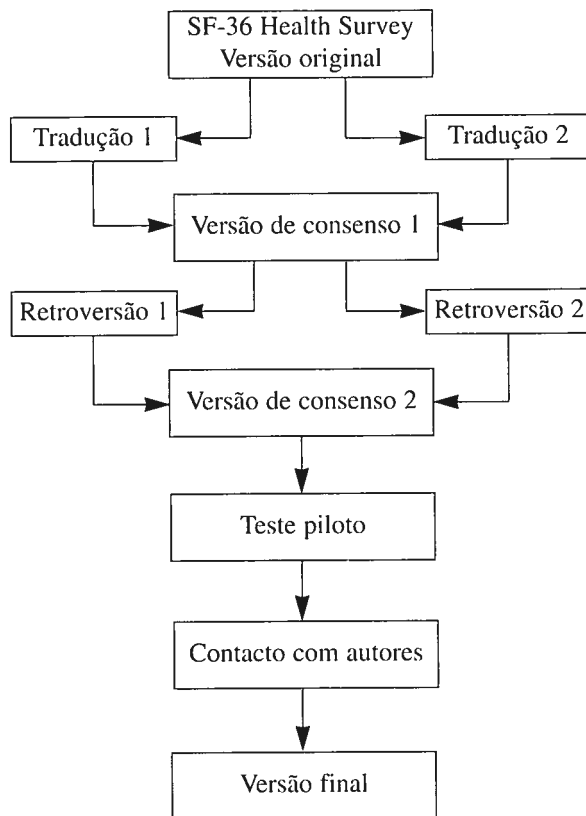 SF-36 Health Survey
Versão original
Tradução 1
Tradução 2
Versão de consenso 1
Retroversão 1
Retroversão 2
Versão de consenso 2
Teste piloto
Contacto com autores
Versão final